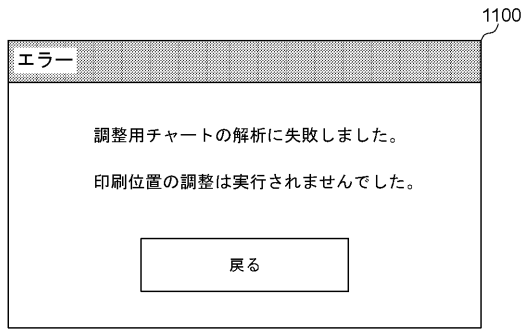 1100
エラー
調整用チャートの解析に失敗しました。
印刷位置の調整は実行されませんでした。
戻る